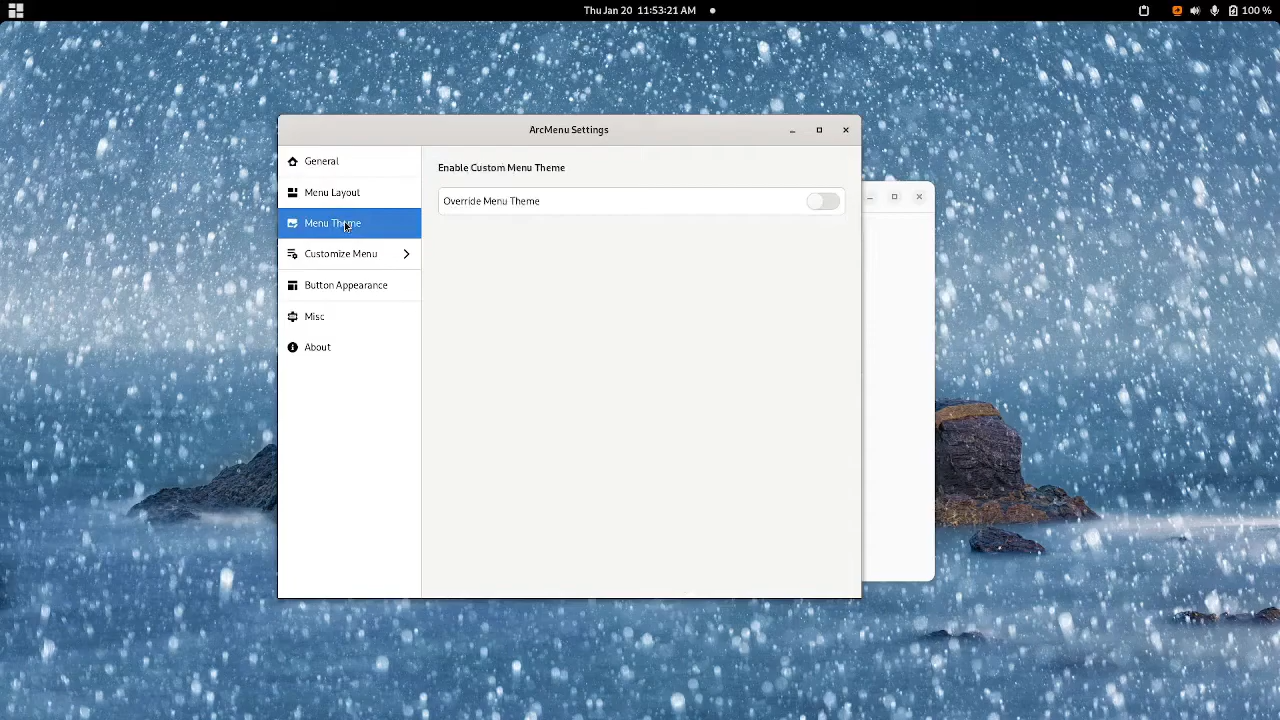 Thu Jan 20 11:53:21 AM
100 %
ArcMenu Settings
General
Menu Layout
Menu Theme
Customize Menu
Button Appearance
Misc
About
Enable Custom Menu Theme
Override Menu Theme